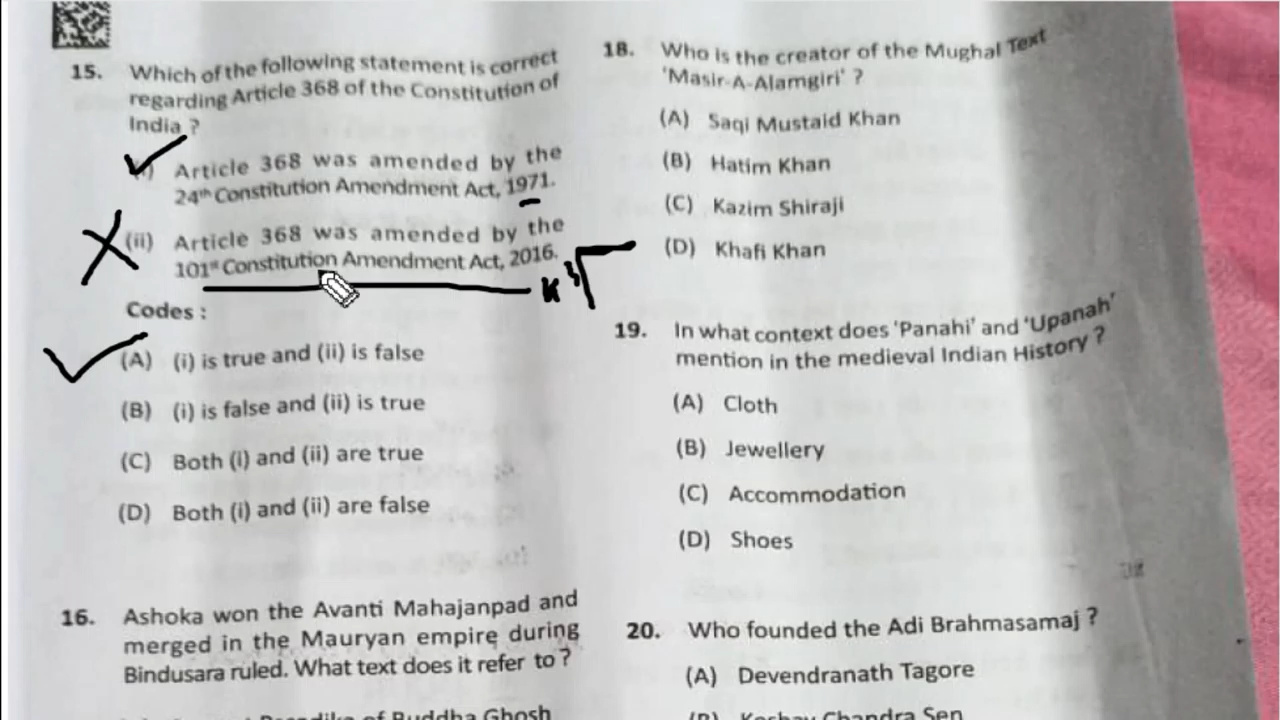 15. Which of the following statement is correct
regarding Article 368 of the Constitution of
India ?
Article 368 was amended by the
24th Constitution Amendment Act, 1971.
(ii) Article 368 was amended by the
101st Constitution Amendment Act, 2016.
Codes :
(A) (i) is true and (ii) is false
(B) (i) is false and (ii) is true
(C) Both (i) and (ii) are true
(D) Both (i) and (ii) are false
16. Ashoka won the Avanti Mahajanpad and
merged in the Mauryan empire during
Bindusara ruled. What text does it refer to ?
of Buddha Ghosh
18. Who is the creator of the Mughal Text
'Masir-A-Alamgiri' ?
(A) Saqi Mustaid Khan
(B) Hatim Khan
(C) Kazim Shiraji
(D) Khafi Khan
19. In what context does 'Panahi' and 'Upanah'
mention in the medieval Indian History ?
(A) Cloth
(B) Jewellery
(C) Accommodation
(D) Shoes
20. Who founded the Adi Brahmasamaj ?
(A) Devendranath Tagore
(B) Keshav Chandra Sen